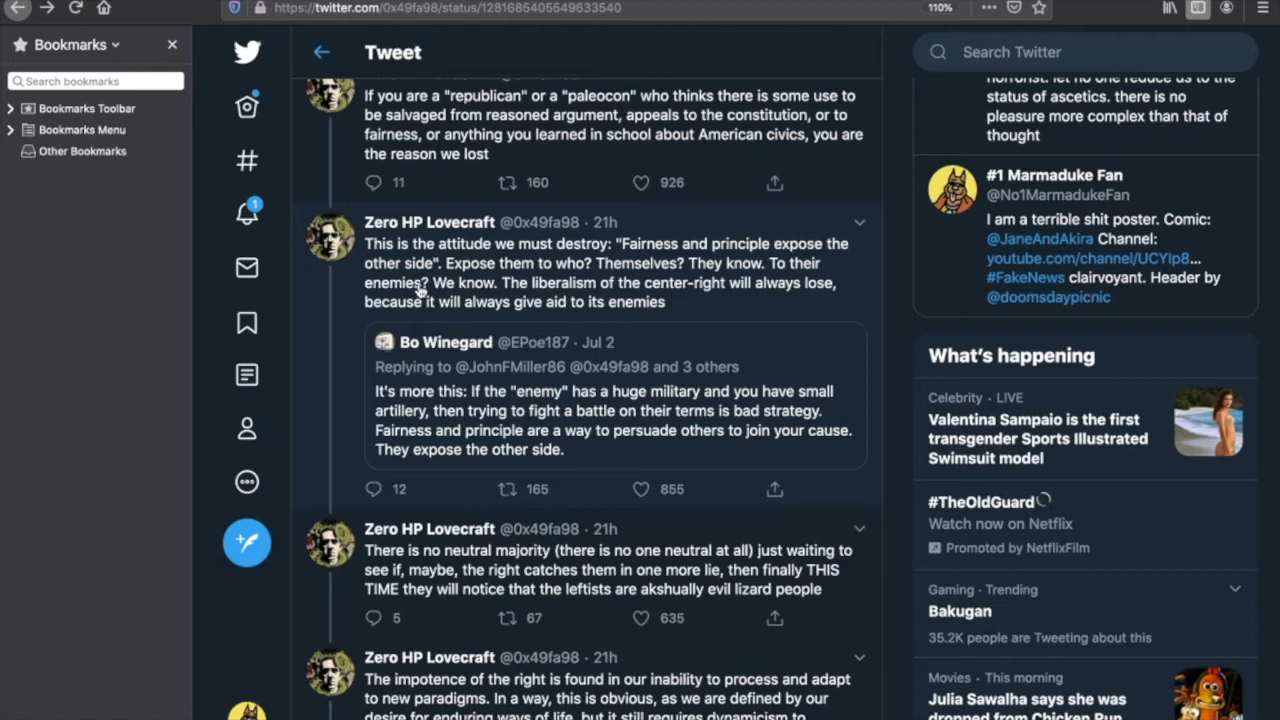 https://twitter.com/0x49fa98/status/1281685405549633540
110%
Bookmarks
Search bookmarks
Bookmarks Toolbar
Bookmarks Menu
Other Bookmarks
1
Tweet
If you are a "republican" or a "paleocon" who thinks there is some use to
be salvaged from reasoned argument, appeals to the constitution, or to
fairness, or anything you learned in school about American civics, you are
the reason we lost
11 160 926
Zero HP Lovecraft @0x49fa98 · 21h
This is the attitude we must destroy: "Fairness and principle expose the
other side". Expose them to who? Themselves? They know. To their
enemies? We know. The liberalism of the center-right will always lose,
because it will always give aid to its enemies
Bo Winegard @EPoe187 · Jul 2
Replying to @JohnFMiller86 @0x49fa98 and 3 others
It's more this: If the "enemy" has a huge military and you have small
artillery, then trying to fight a battle on their terms is bad strategy.
Fairness and principle are a way to persuade others to join your cause.
They expose the other side.
12 165 855
Zero HP Lovecraft @0x49fa98 · 21h
There is no neutral majority (there is no one neutral at all) just waiting to
see if, maybe, the right catches them in one more lie, then finally THIS
TIME they will notice that the leftists are akshually evil lizard people
5 67 635
Zero HP Lovecraft @0x49fa98 · 21h
The impotence of the right is found in our inability to process and adapt
to new paradigms. In a way, this is obvious, as we are defined by our
desire for enduring ways of life, but it still requires dynamicism to
Search Twitter
horrorist. let no one reduce us to the
status of ascetics. there is no
pleasure more complex than that of
thought
#1 Marmaduke Fan
@No1MarmadukeFan
I am a terrible shit poster. Comic:
@JaneAndAkira Channel:
youtube.com/channel/UCYlp8...
#FakeNews clairvoyant. Header by
@doomsdaypicnic
What's happening
Celebrity · LIVE
Valentina Sampaio is the first
transgender Sports Illustrated
Swimsuit model
#TheOldGuard
Watch now on Netflix
Promoted by NetflixFilm
Gaming · Trending
Bakugan
35.2K people are Tweeting about this
Movies · This morning
Julia Sawalha says she was
dropped from Chicken Run